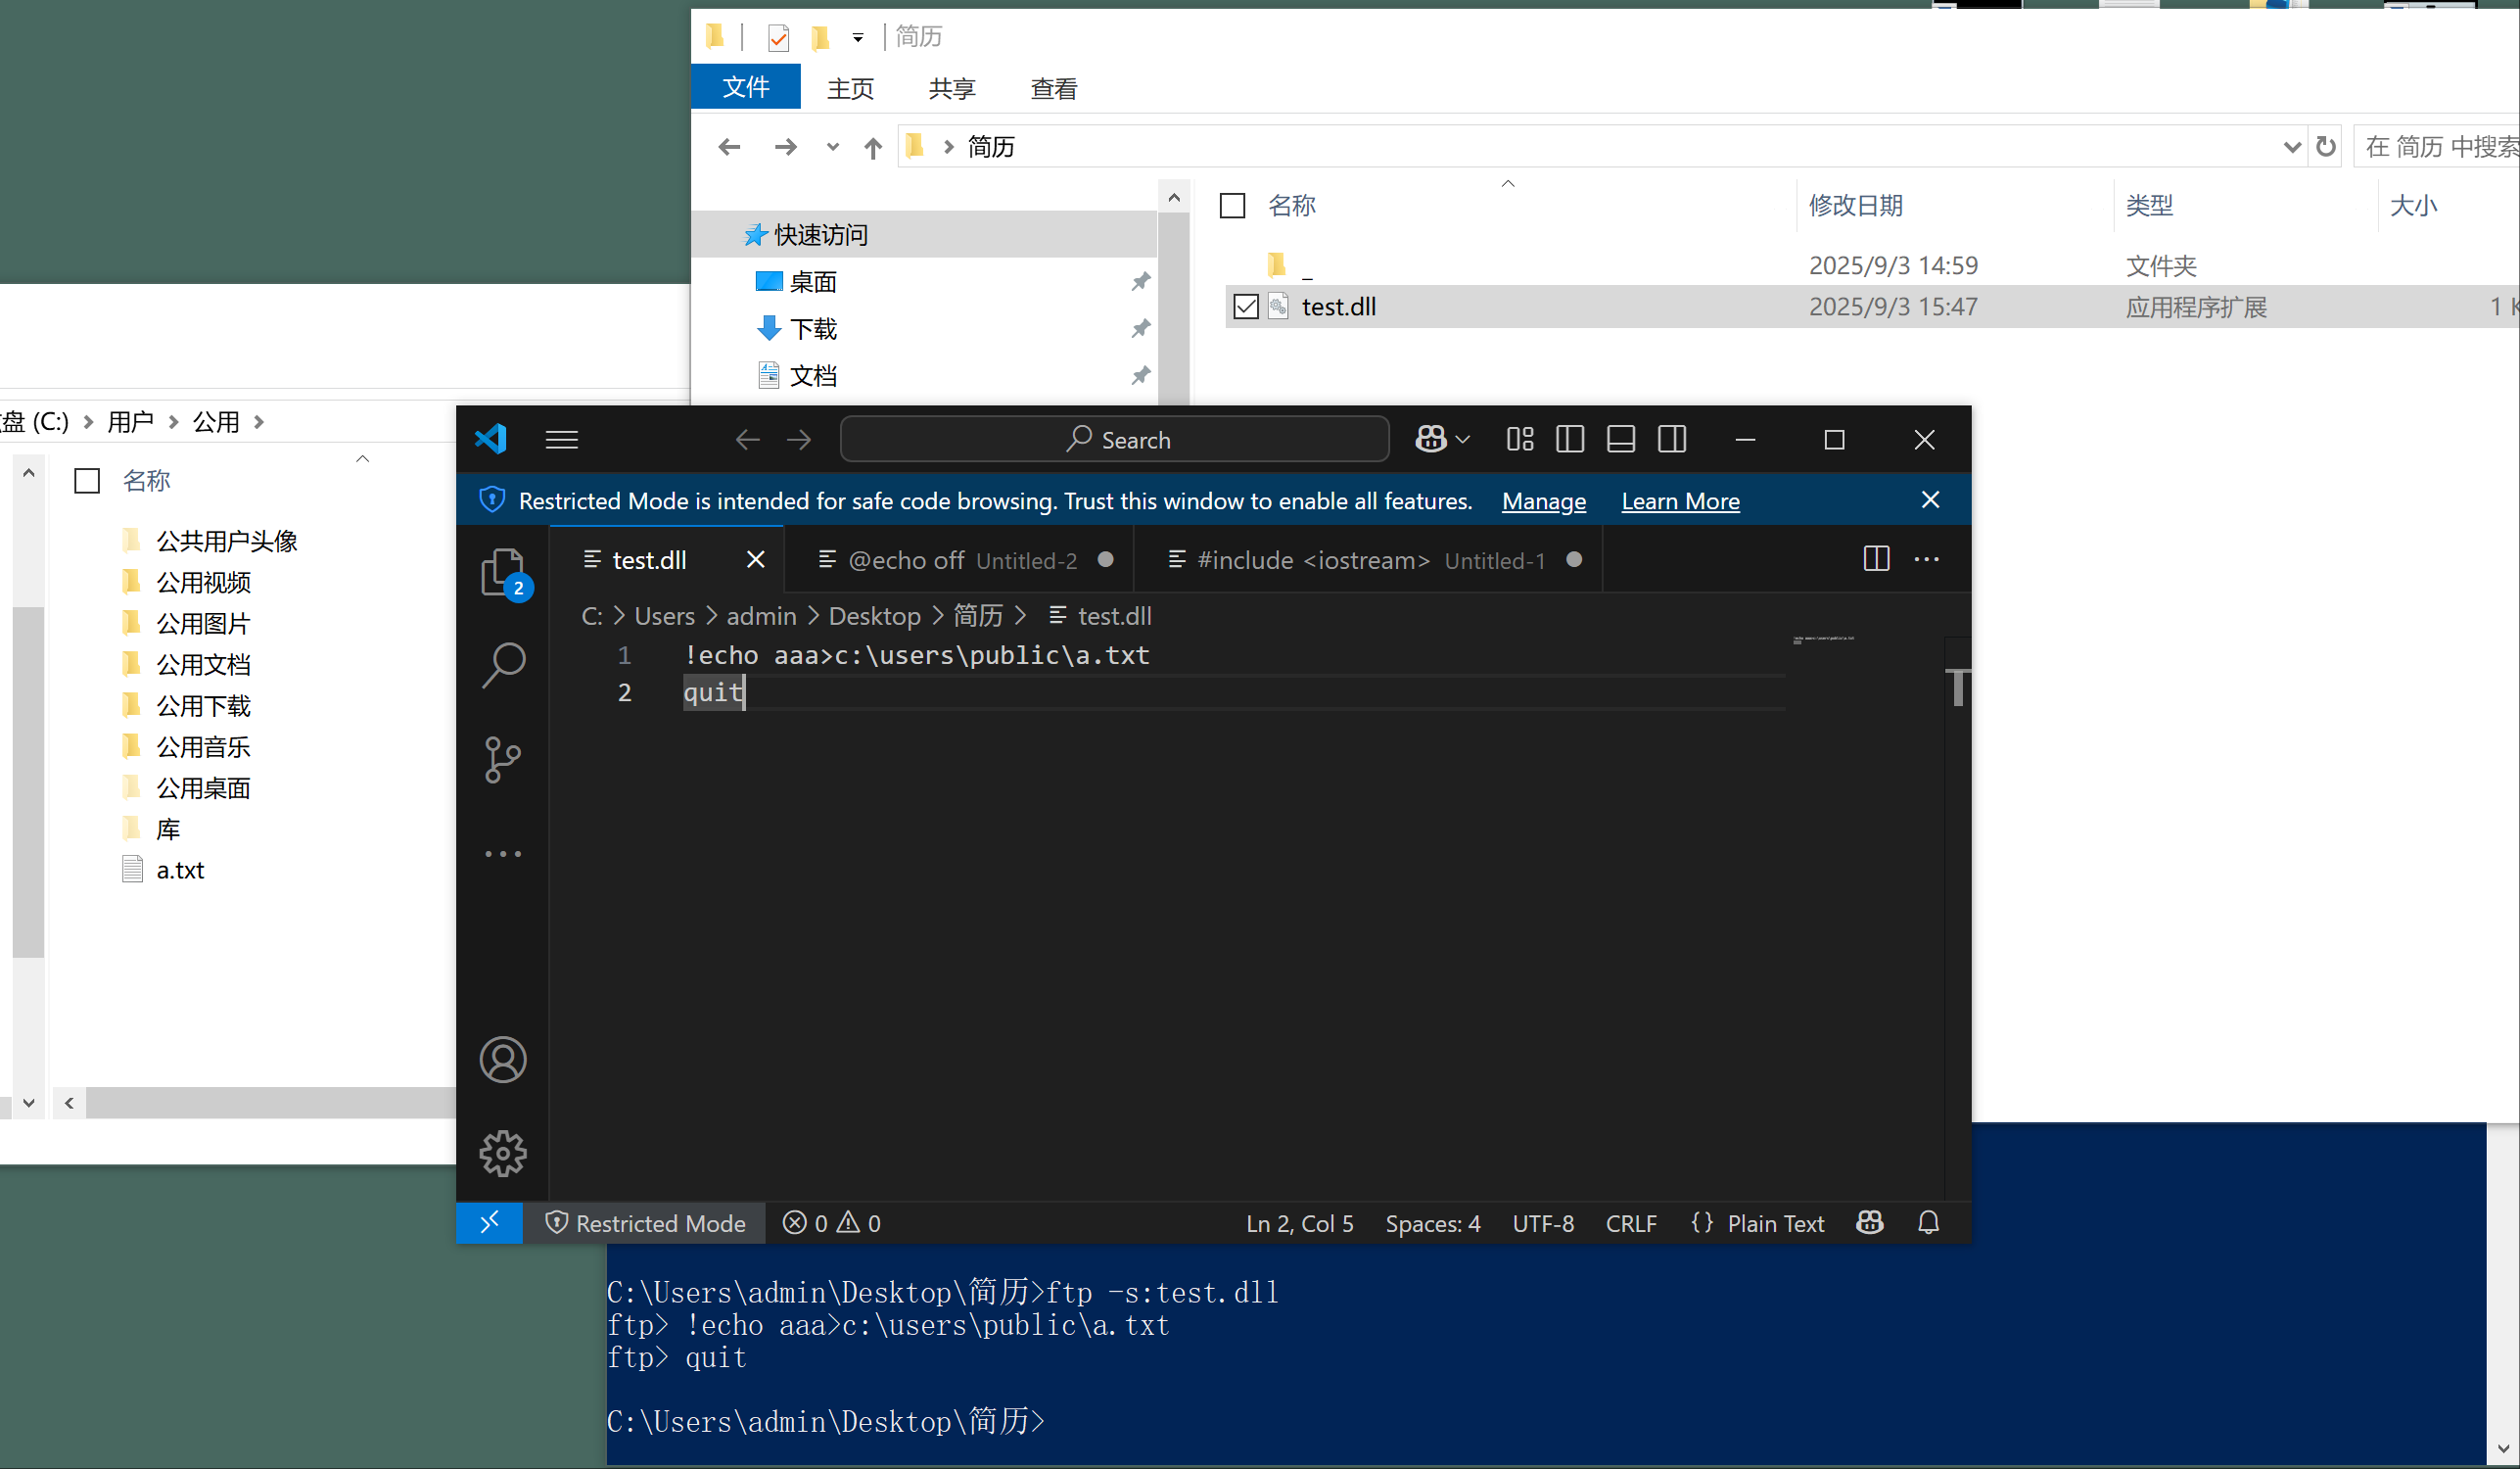 简历
文件 主页 共享 查看
简历
在 简历 中搜索
名称 修改日期 类型 大小
快速访问
桌面
下载
文档
_ 2025/9/3 14:59 文件夹
test.dll 2025/9/3 15:47 应用程序扩展 1 K
盘 (C:) 用户 公用
名称
公共用户头像
公用视频
公用图片
公用文档
公用下载
公用音乐
公用桌面
库
a.txt
Search
Restricted Mode is intended for safe code browsing. Trust this window to enable all features. Manage Learn More
2
test.dll @echo off Untitled-2 #include <iostream> Untitled-1
C: > Users > admin > Desktop > 简历 > test.dll
1 !echo aaa>c:\users\public\a.txt
2 quit
Restricted Mode 0 0 Ln 2, Col 5 Spaces: 4 UTF-8 CRLF {} Plain Text
C:\Users\admin\Desktop\简历>ftp -s:test.dll
ftp> !echo aaa>c:\users\public\a.txt
ftp> quit
C:\Users\admin\Desktop\简历>